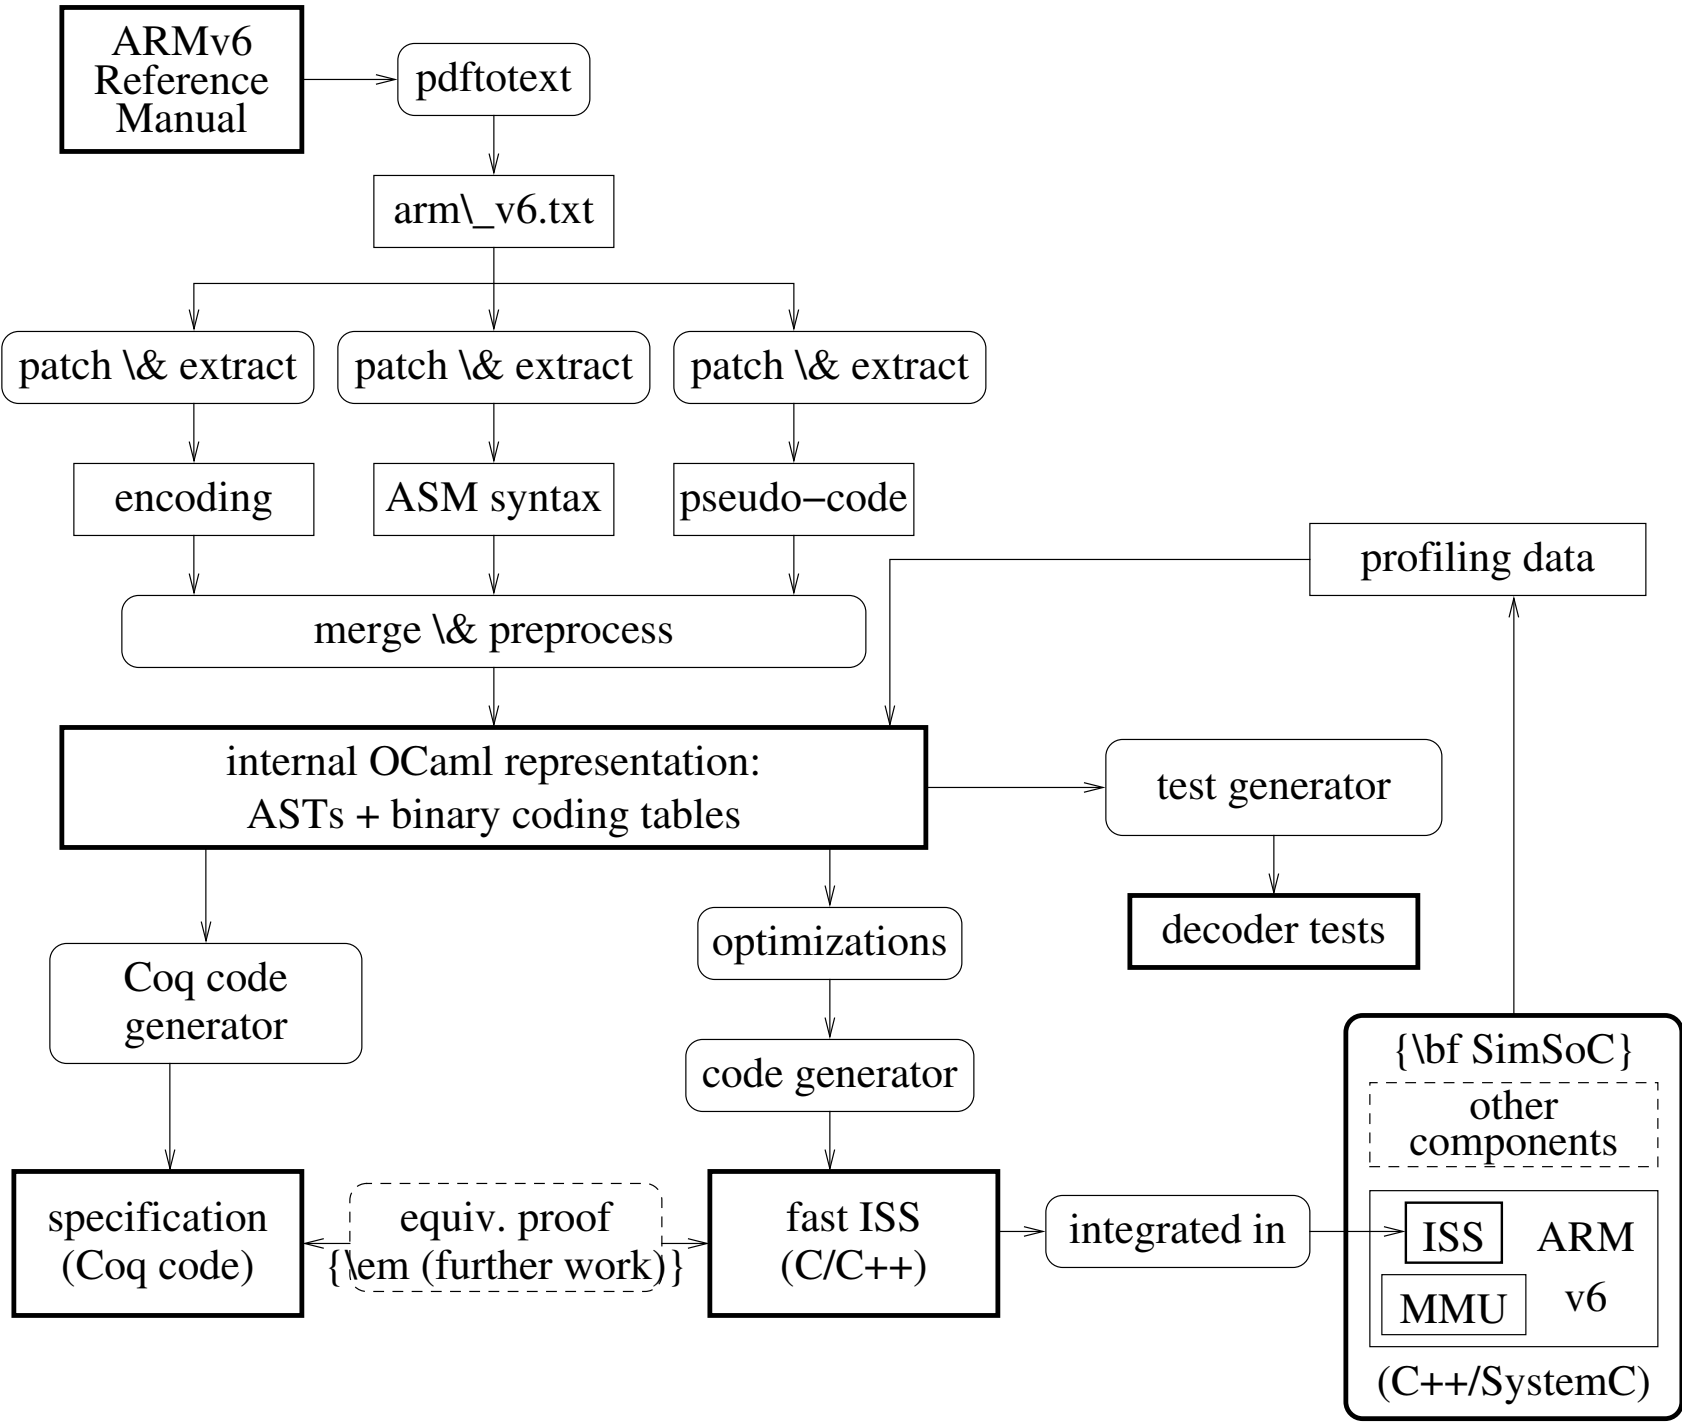 ARMv6
Reference
Manual
pdftotext
arm\_v6.txt
patch \& extract
patch \& extract
patch \& extract
encoding
ASM syntax
pseudo−code
profiling data
merge \& preprocess
internal OCaml representation:
ASTs + binary coding tables
test generator
decoder tests
optimizations
Coq code
generator
code generator
{\bf SimSoC}
other
components
specification
(Coq code)
equiv. proof
{\em (further work)}
fast ISS
(C/C++)
integrated in
ISS
ARM
v6
MMU
(C++/SystemC)